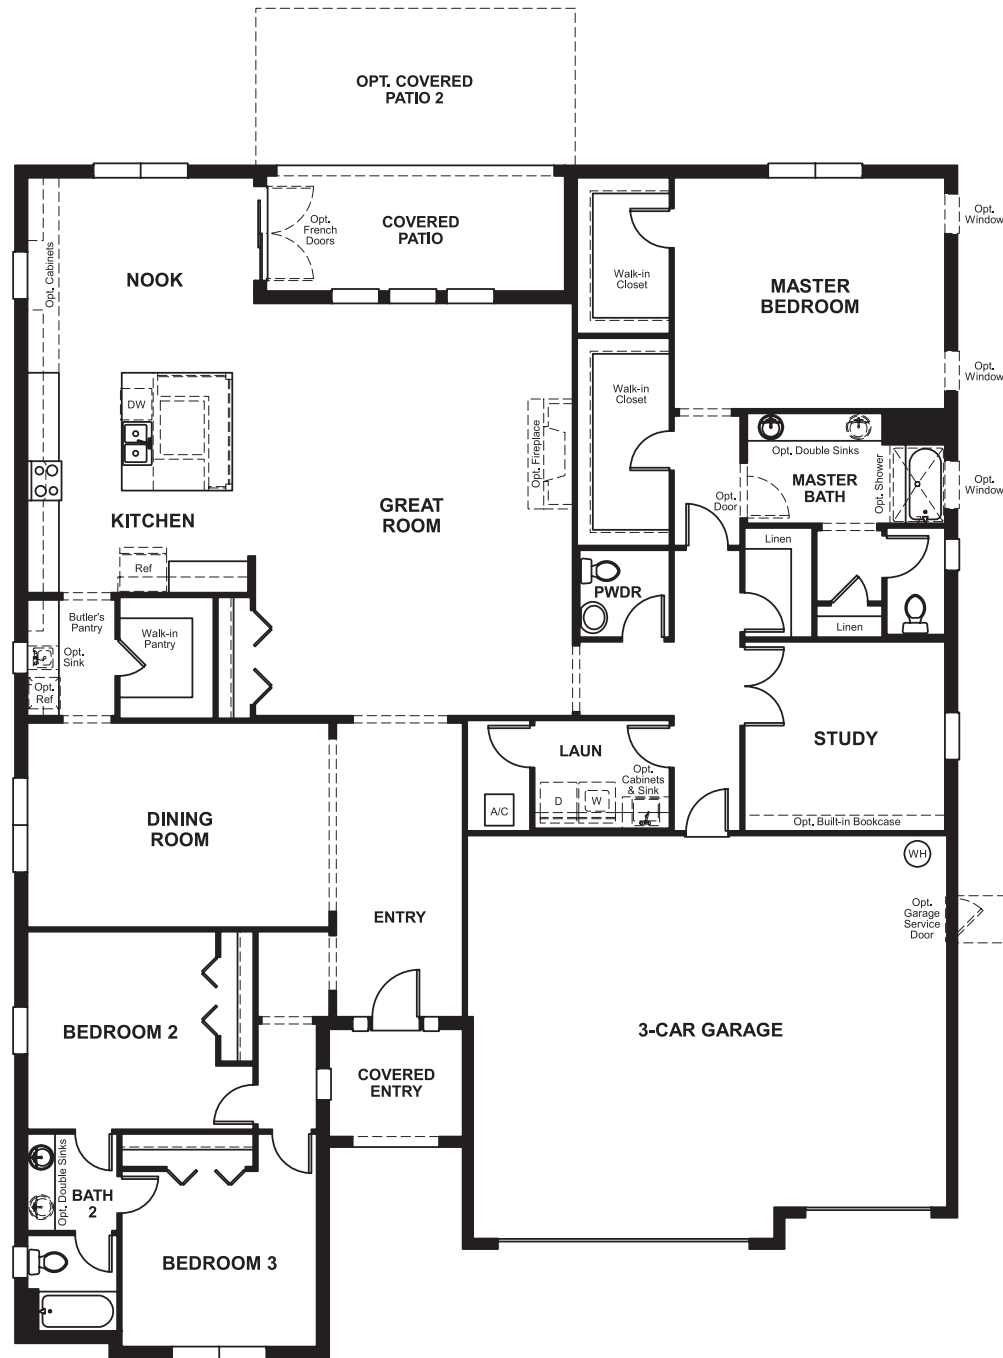 OPT. COVERED
PATIO 2
Opt.
French
Doors
COVERED
PATIO
Opt.
Window
Opt. Cabinets
NOOK
Walk-in
Closet
MASTER
BEDROOM
Opt.
Window
DW
Walk-in
Closet
Opt. Fireplace
Opt. Double Sinks
MASTER
BATH
Opt. Shower
Opt.
Window
Opt.
Door
KITCHEN
GREAT
ROOM
Linen
Ref
PWDR
Butler's
Pantry
Opt.
Sink
Opt.
Ref
Walk-in
Pantry
Linen
STUDY
LAUN
Opt.
Cabinets
& Sink
D
W
A/C
Opt. Built-in Bookcase
DINING
ROOM
WH
ENTRY
Opt.
Garage
Service
Door
BEDROOM 2
3-CAR GARAGE
COVERED
ENTRY
Opt. Double Sinks
BATH
2
BEDROOM 3